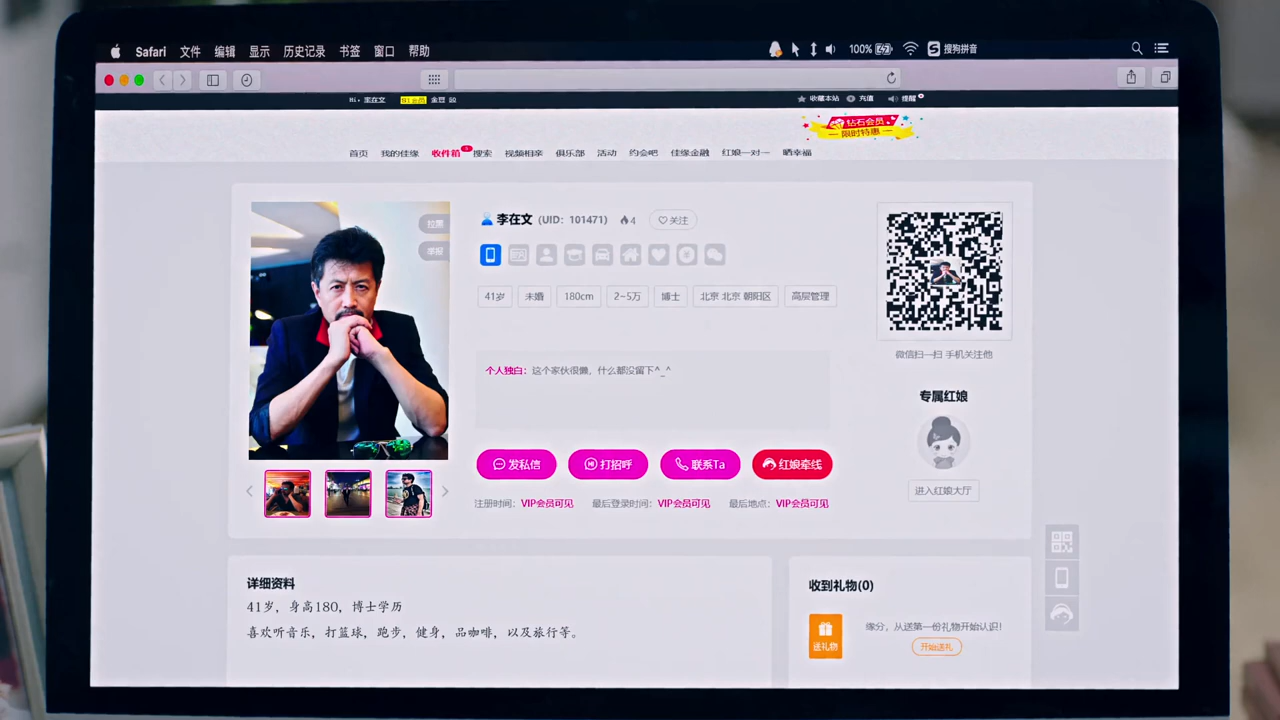 Safari 文件 编辑 显示 历史记录 书签 窗口 帮助 100% 搜狗拼音
Hi，李在文 金豆 收藏本站 充值 提醒
钻石会员
限时特惠
首页 我的佳缘 收件箱 搜索 视频相亲 俱乐部 活动 约会吧 佳缘金融 红娘一对一 晒幸福
拉黑
举报
李在文 (UID: 101471) 4 关注
41岁 未婚 180cm 2~5万 博士 北京 北京 朝阳区 高层管理
微信扫一扫 手机关注他
个人独白：这个家伙很懒，什么都没留下^_^
专属红娘
发私信 打招呼 联系Ta 红娘牵线
进入红娘大厅
注册时间：VIP会员可见 最后登录时间：VIP会员可见 最后地点：VIP会员可见
详细资料
41岁，身高180，博士学历
喜欢听音乐，打篮球，跑步，健身，品咖啡，以及旅行等。
收到礼物(0)
送礼物
缘分，从送第一份礼物开始认识!
开始送礼